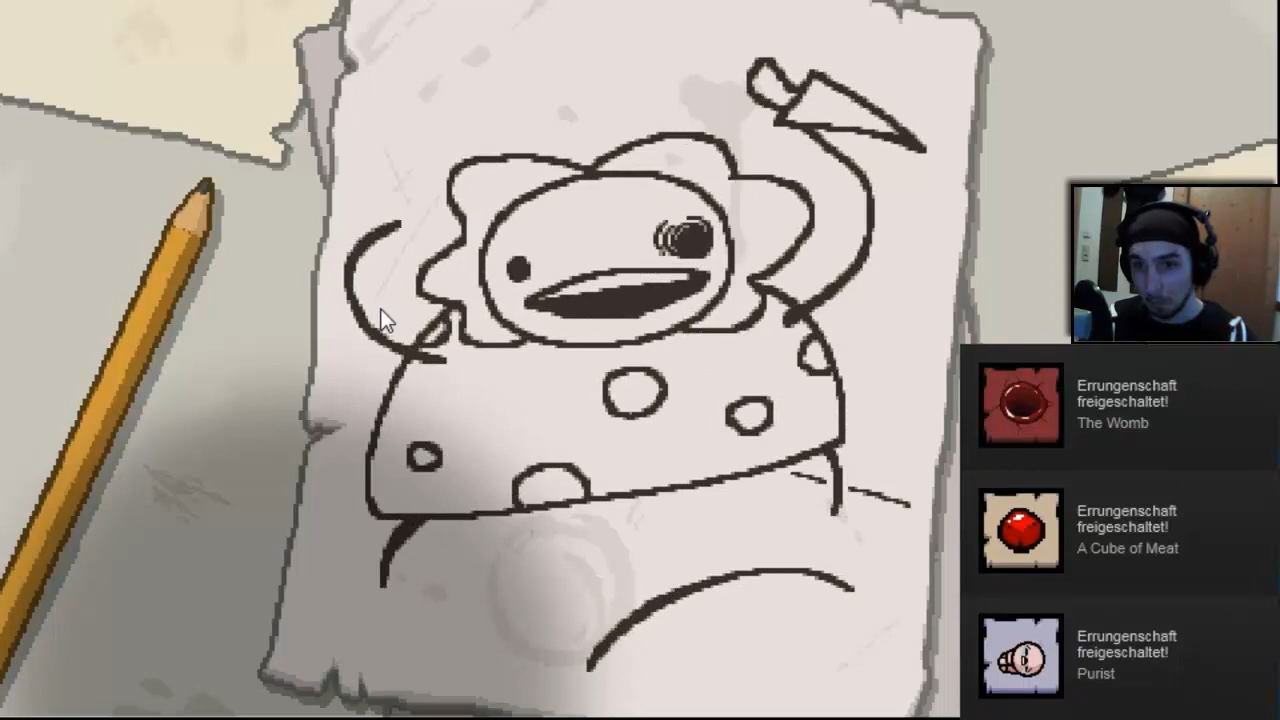 Errungenschaft
freigeschaltet!
The Womb
Errungenschaft
freigeschaltet!
A Cube of Meat
Errungenschaft
freigeschaltet!
Purist